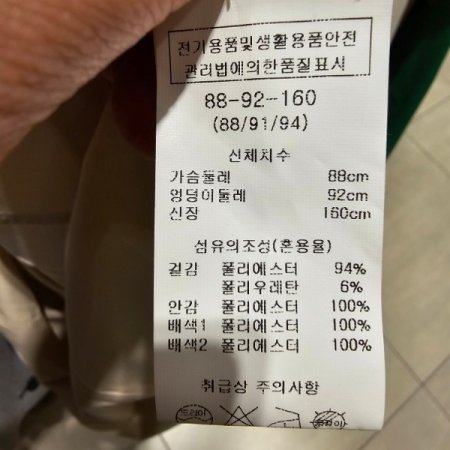 전기용품및생활용품안전
관리법에의한품질표시
88-92-160
(88/91/94)
신체치수
가슴둘레 88cm
엉덩이둘레 92cm
신장 160cm
섬유의조성(혼용율)
겉감 폴리에스터 94%
폴리우레탄 6%
안감 폴리에스터 100%
배색1 폴리에스터 100%
배색2 폴리에스터 100%
취급상 주의사항
드라이